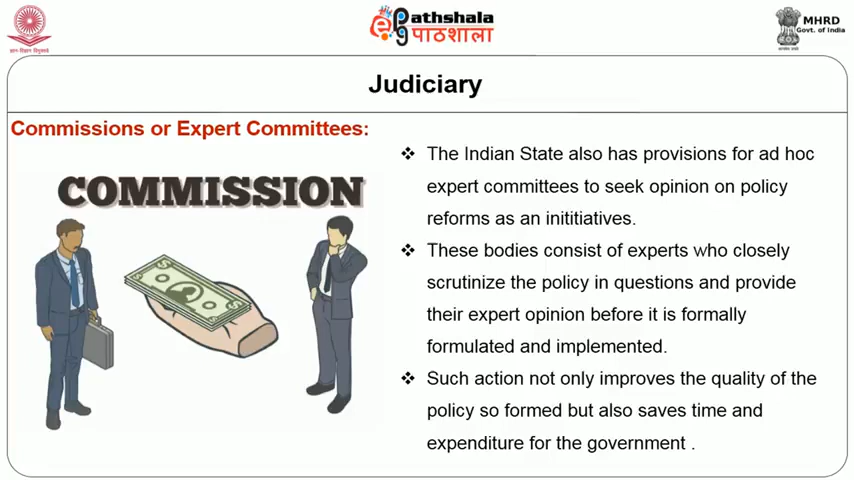 My
ePathshala
पाठशाला
ज्ञान-विज्ञान विमुक्तये
MHRD
Govt. of India
Judiciary
Commissions or Expert Committees:
COMMISSION
❖ The Indian State also has provisions for ad hoc
expert committees to seek opinion on policy
reforms as an inititiatives.
❖ These bodies consist of experts who closely
scrutinize the policy in questions and provide
their expert opinion before it is formally
formulated and implemented.
❖ Such action not only improves the quality of the
policy so formed but also saves time and
expenditure for the government .